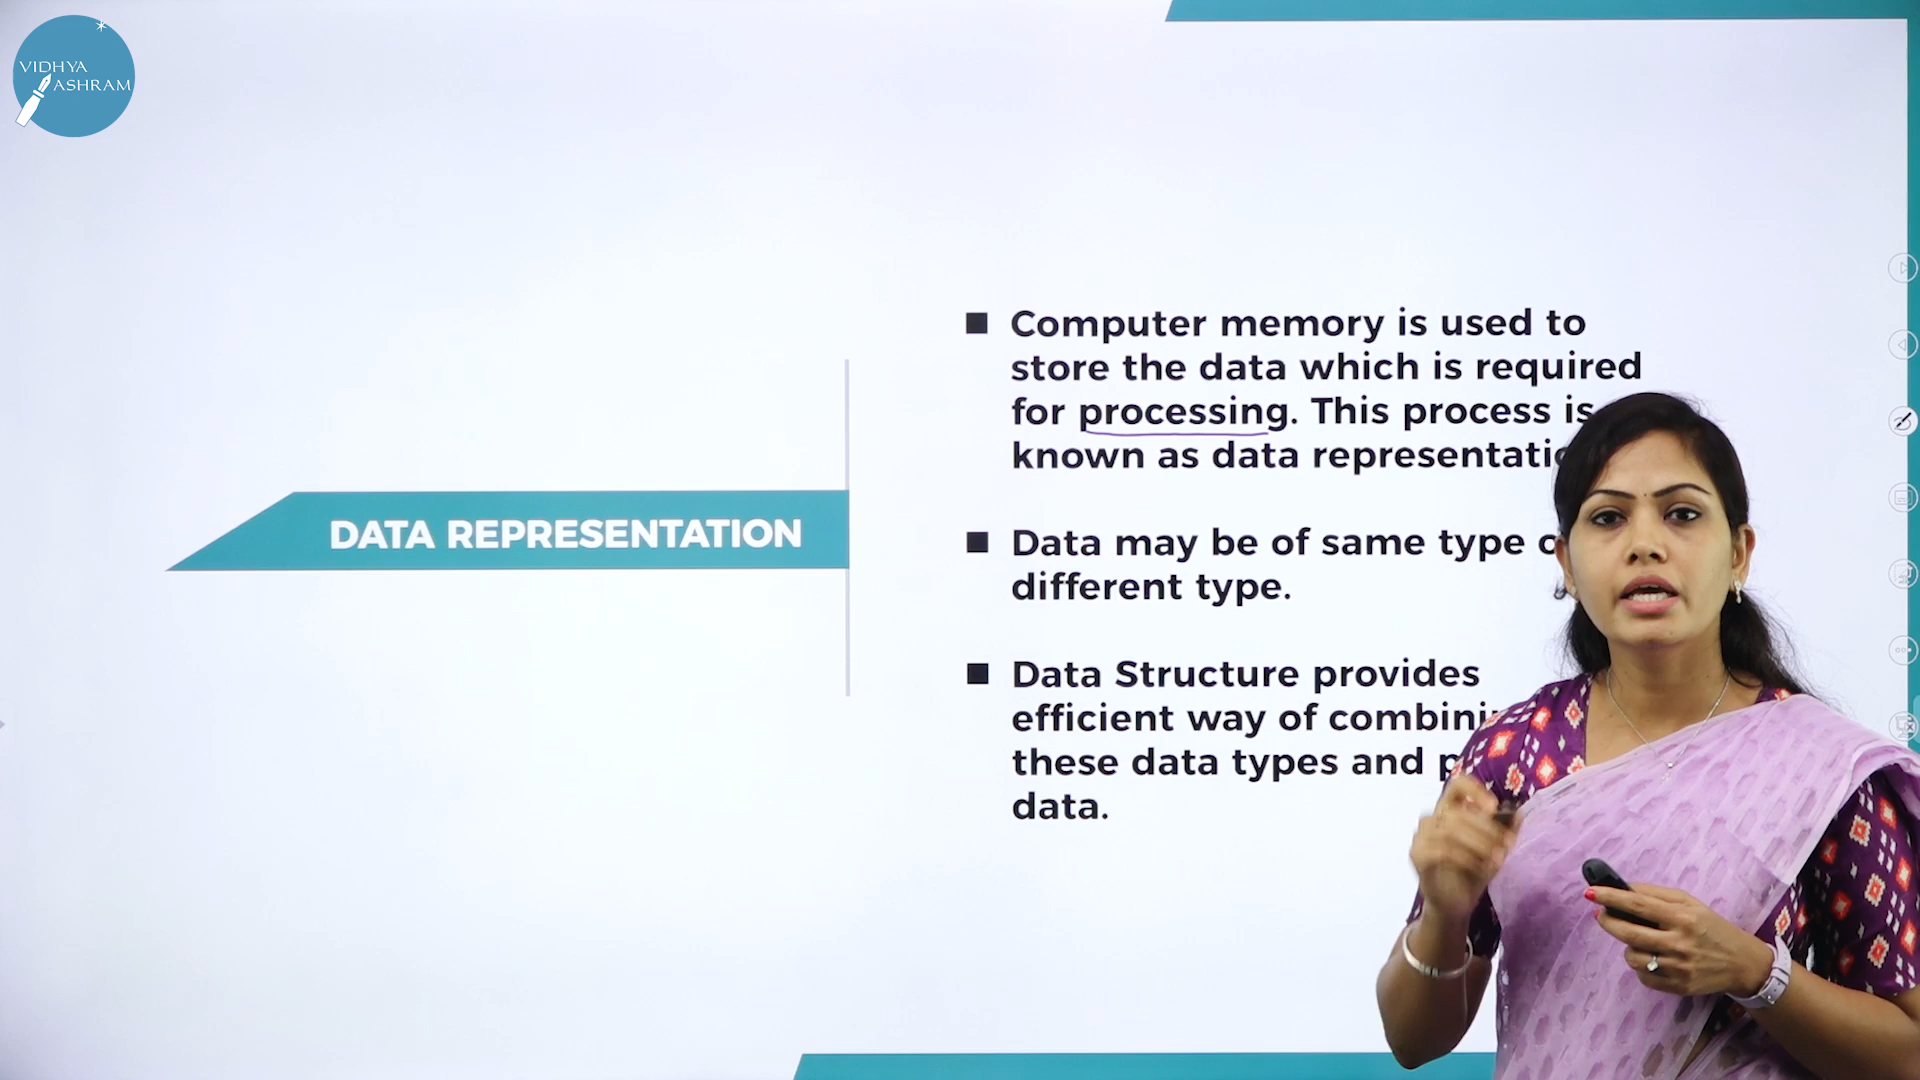 VIDHYA
ASHRAM
Computer memory is used to
store the data which is required
for processing. This process is
known as data
DATA REPRESENTATION
Data may be of same type
different type.
Data Structure provides
efficient way of
these data types and
data.